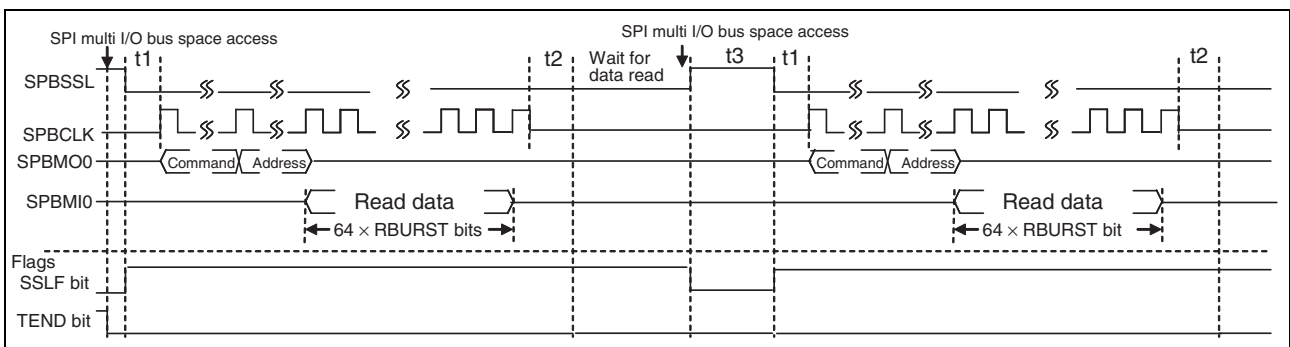 SPI multi I/O bus space access
SPI multi I/O bus space access
t1
t2
Wait for
data read
t3
t1
t2
SPBSSL
SPBCLK
SPBMO0
Command
Address
Command
Address
SPBMI0
Read data
Read data
64 × RBURST bits
64 × RBURST bit
Flags
SSLF bit
TEND bit